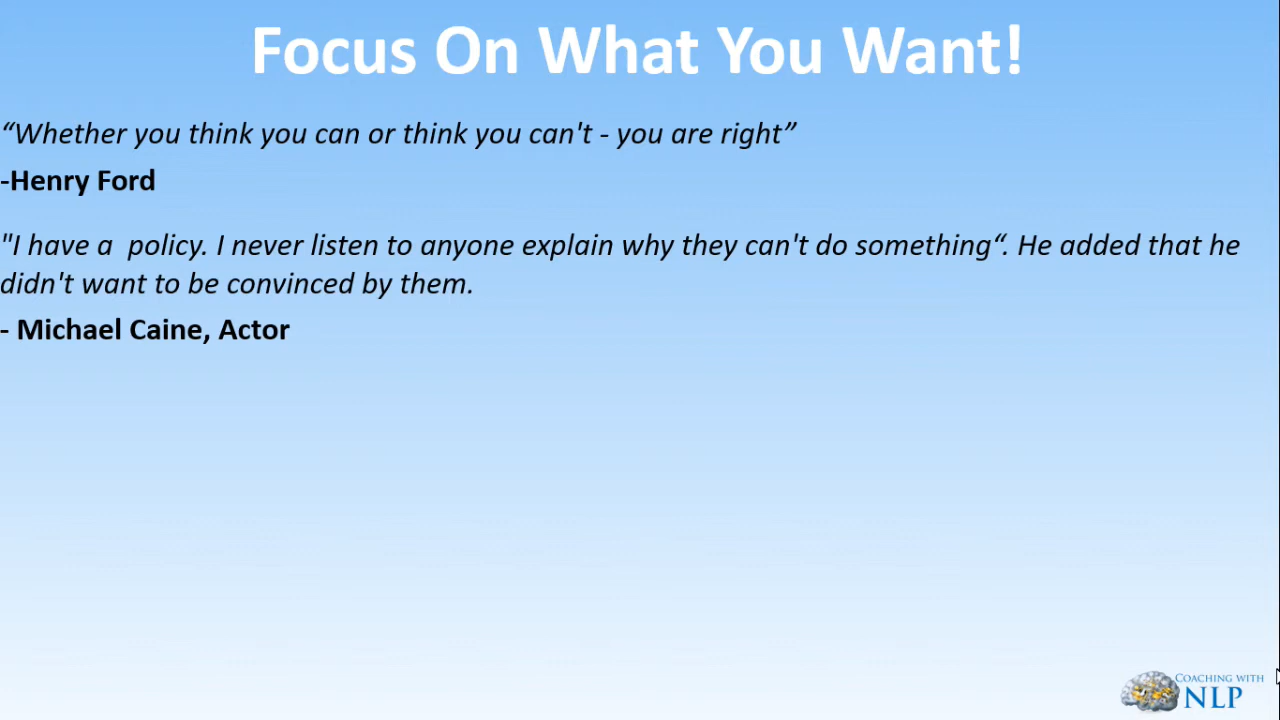 Focus On What You Want!
“Whether you think you can or think you can't - you are right”
-Henry Ford
"I have a  policy. I never listen to anyone explain why they can't do something“. He added that he
didn't want to be convinced by them.
- Michael Caine, Actor
COACHING WITH
NLP